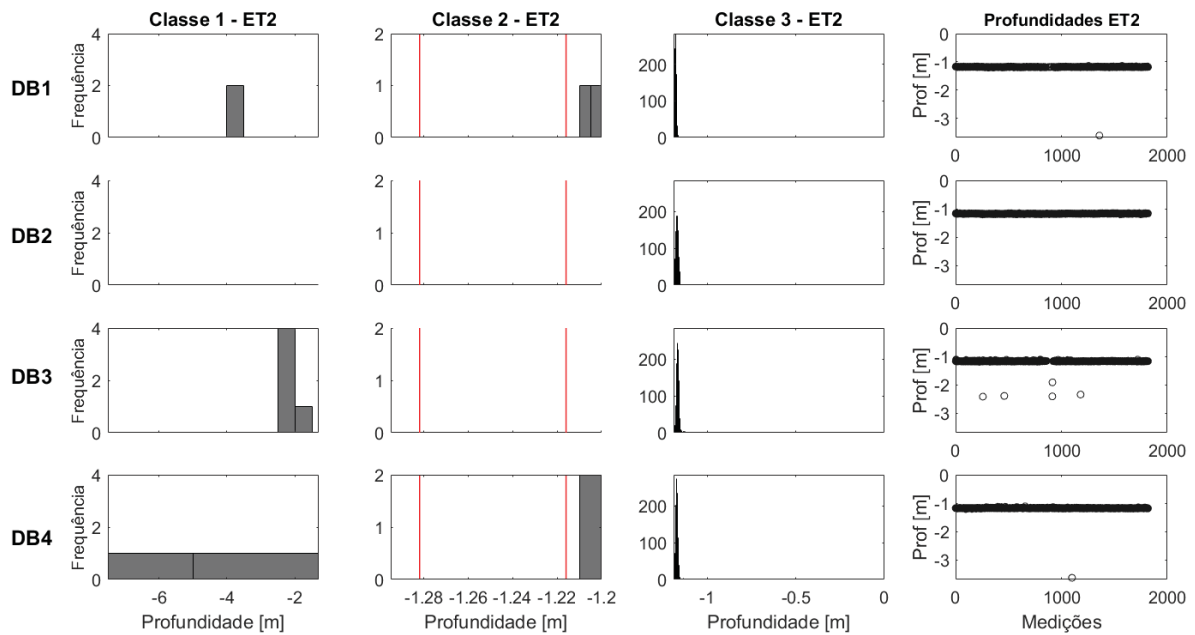 Classe 1 - ET2 Classe 2 - ET2 Classe 3 - ET2 Profundidades ET2
DB1
Frequência
4
2
0
2
1
0
200
100
0
Prof [m]
0
-1
-2
-3
0 1000 2000
DB2
Frequência
4
2
0
2
1
0
200
100
0
-1 -0.5 0
Prof [m]
0
-1
-2
-3
0 1000 2000
DB3
Frequência
4
2
0
2
1
0
200
100
0
Prof [m]
0
-1
-2
-3
0 1000 2000
DB4
Frequência
4
2
0
-6 -4 -2
Profundidade [m]
2
1
0
-1.28 -1.26 -1.24 -1.22 -1.2
Profundidade [m]
200
100
0
-1 -0.5 0
Profundidade [m]
Prof [m]
0
-1
-2
-3
0 1000 2000
Medições